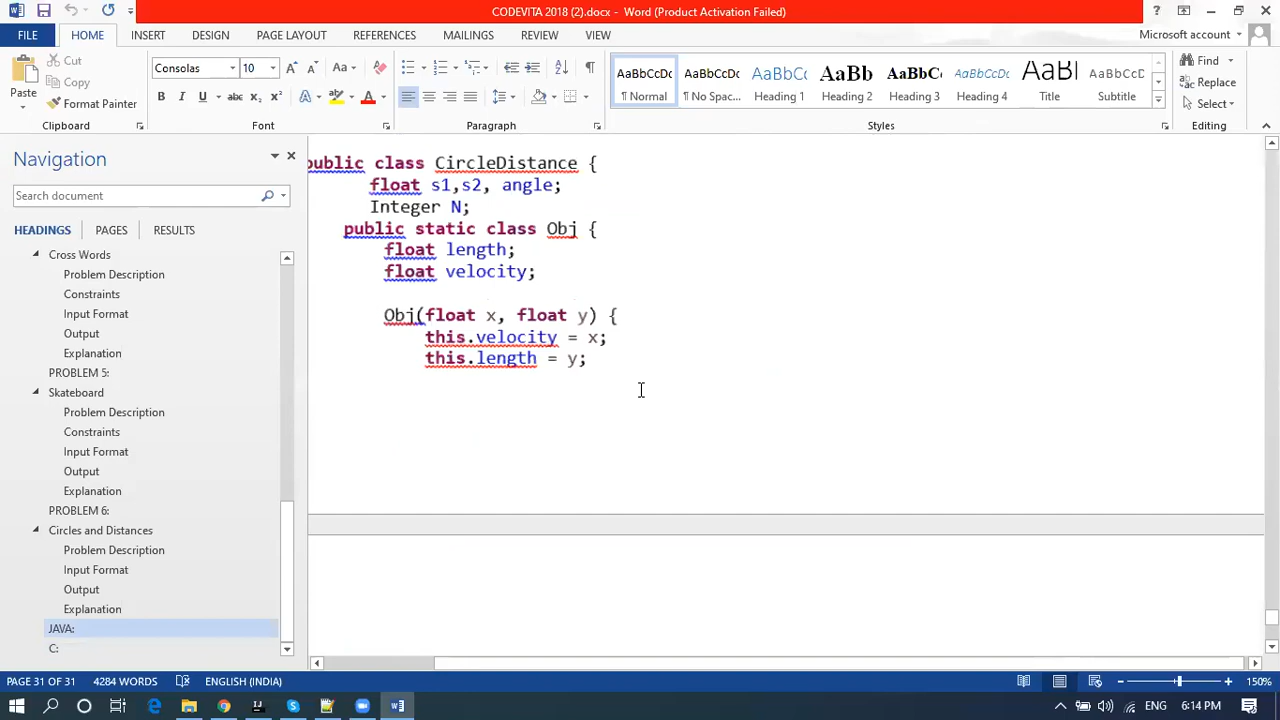 CODEVITA 2018 (2).docx - Word (Product Activation Failed)
FILE HOME INSERT DESIGN PAGE LAYOUT REFERENCES MAILINGS REVIEW VIEW Microsoft account
Paste Cut Copy Format Painter
Consolas 10
AaBbCcDc ¶ Normal
AaBbCcDc ¶ No Spac...
AaBbCc Heading 1
AaBb Heading 2
AaBbC Heading 3
AaBbCcDc Heading 4
AaBbl Title
AaBbCcD Subtitle
Find
Replace
Select
Clipboard Font Paragraph Styles Editing
Navigation
Search document
HEADINGS PAGES RESULTS
Cross Words
Problem Description
Constraints
Input Format
Output
Explanation
PROBLEM 5:
Skateboard
Problem Description
Constraints
Input Format
Output
Explanation
PROBLEM 6:
Circles and Distances
Problem Description
Input Format
Output
Explanation
JAVA:
C:
public class CircleDistance {
float s1,s2, angle;
Integer N;
public static class Obj {
float length;
float velocity;
Obj(float x, float y) {
this.velocity = x;
this.length = y;
PAGE 31 OF 31 4284 WORDS ENGLISH (INDIA) 150%
ENG 6:14 PM